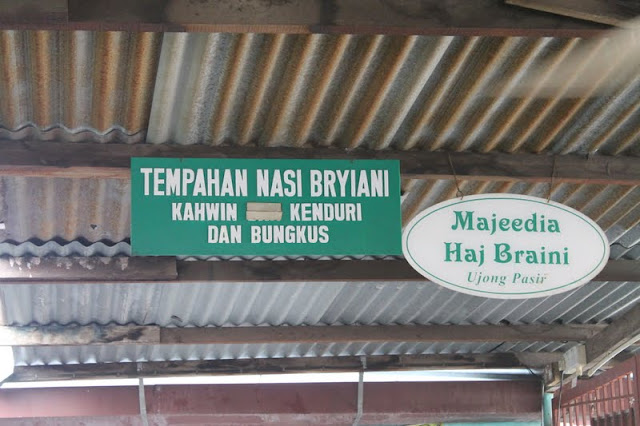 TEMPAHAN NASI BRYIANI
KAHWIN KENDURI
DAN BUNGKUS
Majeedia
Haj Braini
Ujong Pasir